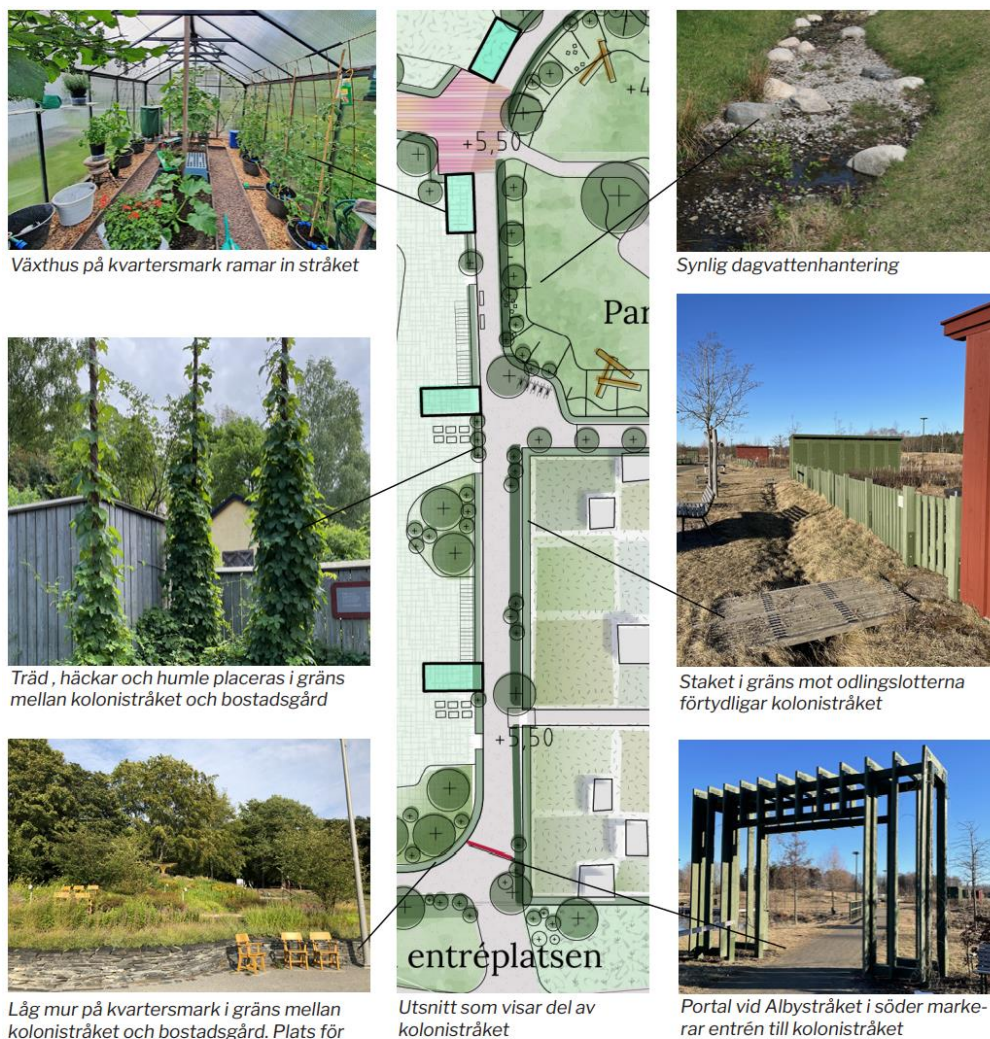 Växthus på kvartersmark ramar in stråket
Träd , häckar och humle placeras i gräns
mellan kolonistråket och bostadsgård
Låg mur på kvartersmark i gräns mellan
kolonistråket och bostadsgård. Plats för
+4
+5,50
Par
+5,50
entréplatsen
Utsnitt som visar del av
kolonistråket
Synlig dagvattenhantering
Staket i gräns mot odlingslotterna
förtydligar kolonistråket
Portal vid Albystråket i söder marke-
rar entrén till kolonistråket